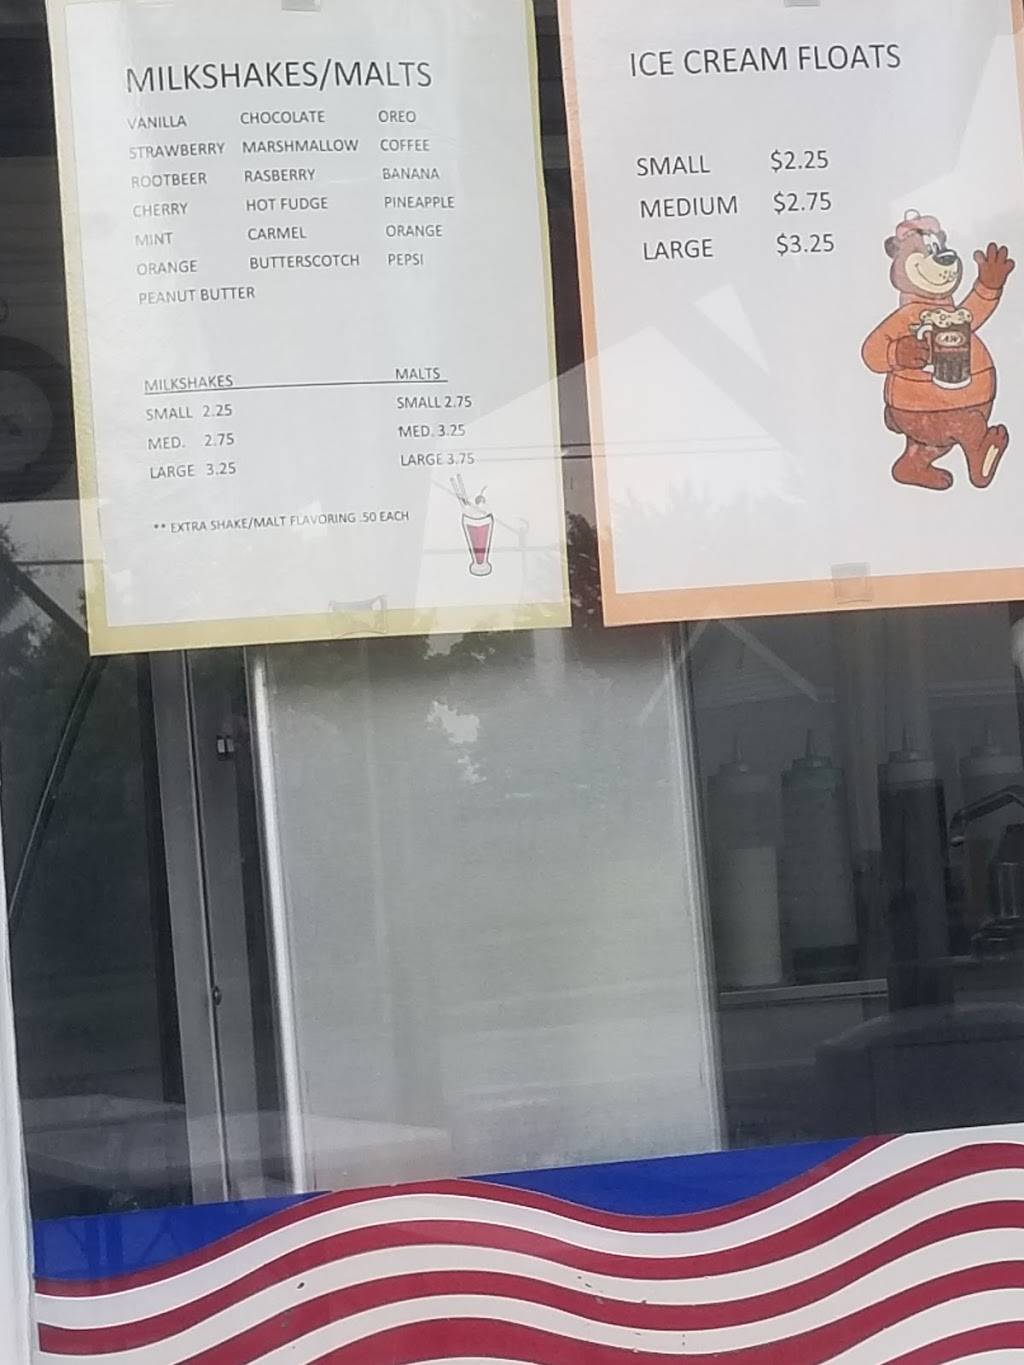 MILKSHAKES/MALTS
VANILLA CHOCOLATE OREO
STRAWBERRY MARSHMALLOW COFFEE
ROOTBEER RASBERRY BANANA
CHERRY HOT FUDGE PINEAPPLE
MINT CARMEL ORANGE
ORANGE BUTTERSCOTCH PEPSI
PEANUT BUTTER
MILKSHAKES MALTS
SMALL 2.25 SMALL 2.75
MED. 2.75 MED. 3.25
LARGE 3.25 LARGE 3.75
** EXTRA SHAKE/MALT FLAVORING .50 EACH
ICE CREAM FLOATS
SMALL $2.25
MEDIUM $2.75
LARGE $3.25
A&W